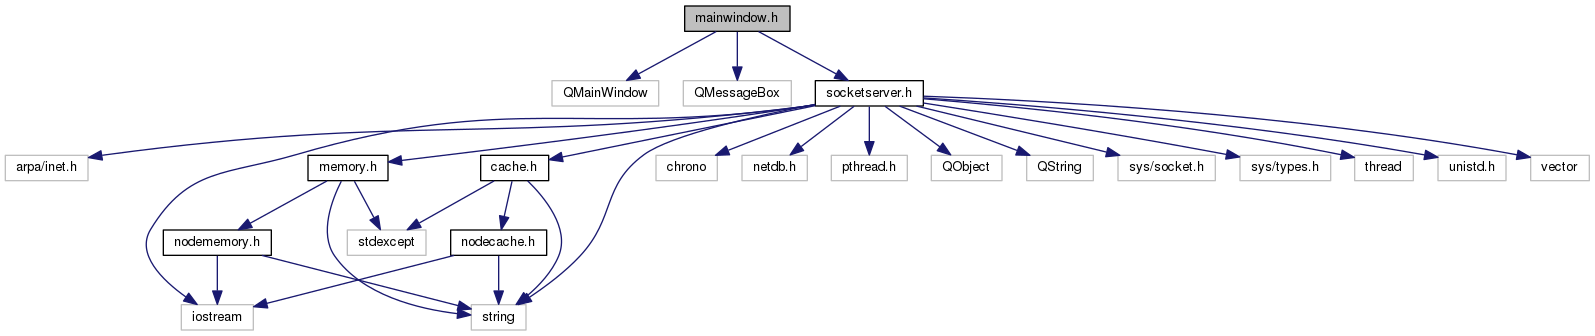 mainwindow.h
QMainWindow
QMessageBox
socketserver.h
arpa/inet.h
memory.h
cache.h
chrono
netdb.h
pthread.h
QObject
QString
sys/socket.h
sys/types.h
thread
unistd.h
vector
nodememory.h
stdexcept
nodecache.h
iostream
string